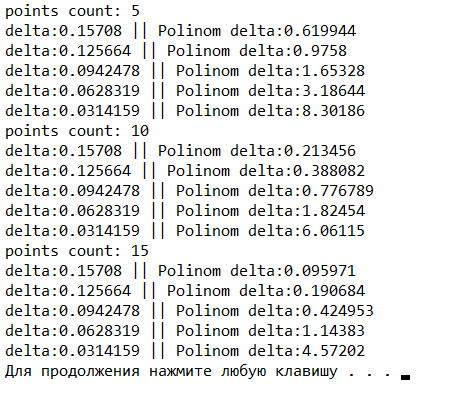 points count: 5
delta:0.15708 || Polinom delta:0.619944
delta:0.125664 || Polinom delta:0.9758
delta:0.0942478 || Polinom delta:1.65328
delta:0.0628319 || Polinom delta:3.18644
delta:0.0314159 || Polinom delta:8.30186
points count: 10
delta:0.15708 || Polinom delta:0.213456
delta:0.125664 || Polinom delta:0.388082
delta:0.0942478 || Polinom delta:0.776789
delta:0.0628319 || Polinom delta:1.82454
delta:0.0314159 || Polinom delta:6.06115
points count: 15
delta:0.15708 || Polinom delta:0.095971
delta:0.125664 || Polinom delta:0.190684
delta:0.0942478 || Polinom delta:0.424953
delta:0.0628319 || Polinom delta:1.14383
delta:0.0314159 || Polinom delta:4.57202
Для продолжения нажмите любую клавишу . . .